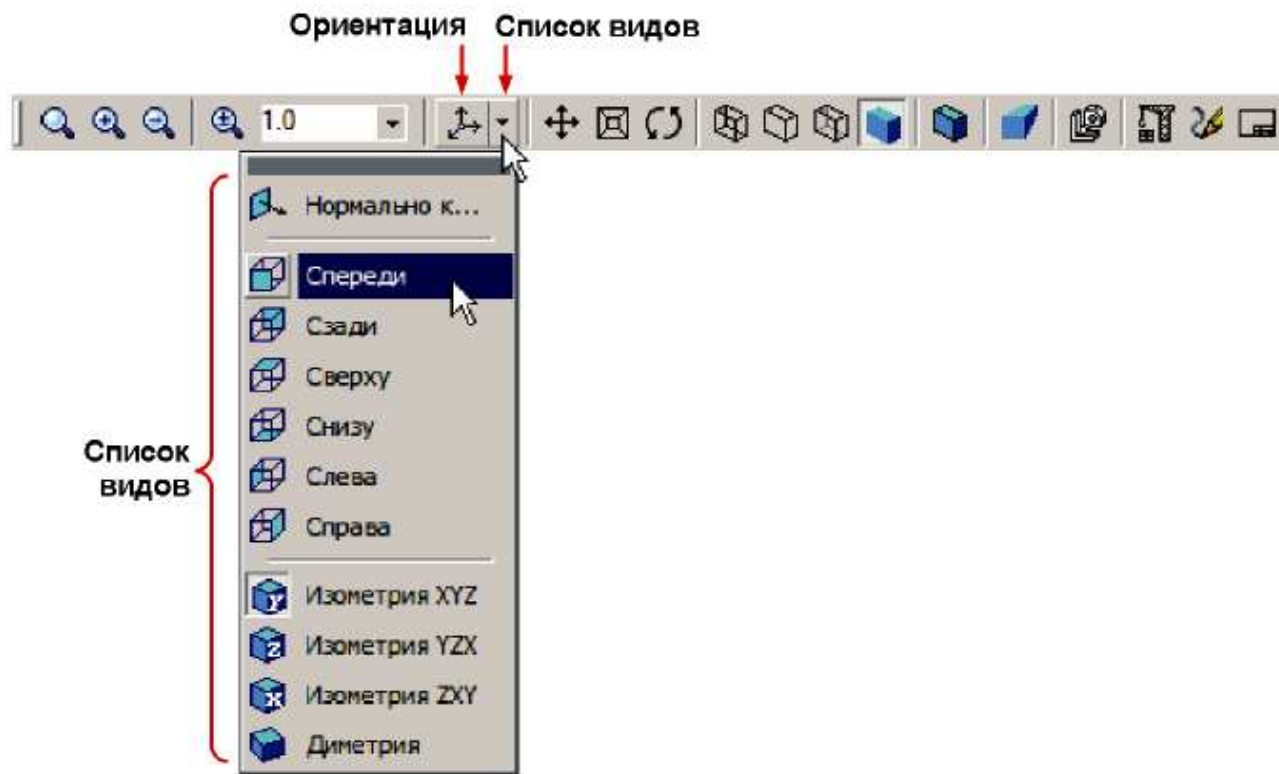 Ориентация Список видов
1.0
Нормально к...
Спереди
Сзади
Сверху
Снизу
Слева
Справа
Изометрия XYZ
Изометрия YZX
Изометрия ZXY
Диметрия
Список
видов